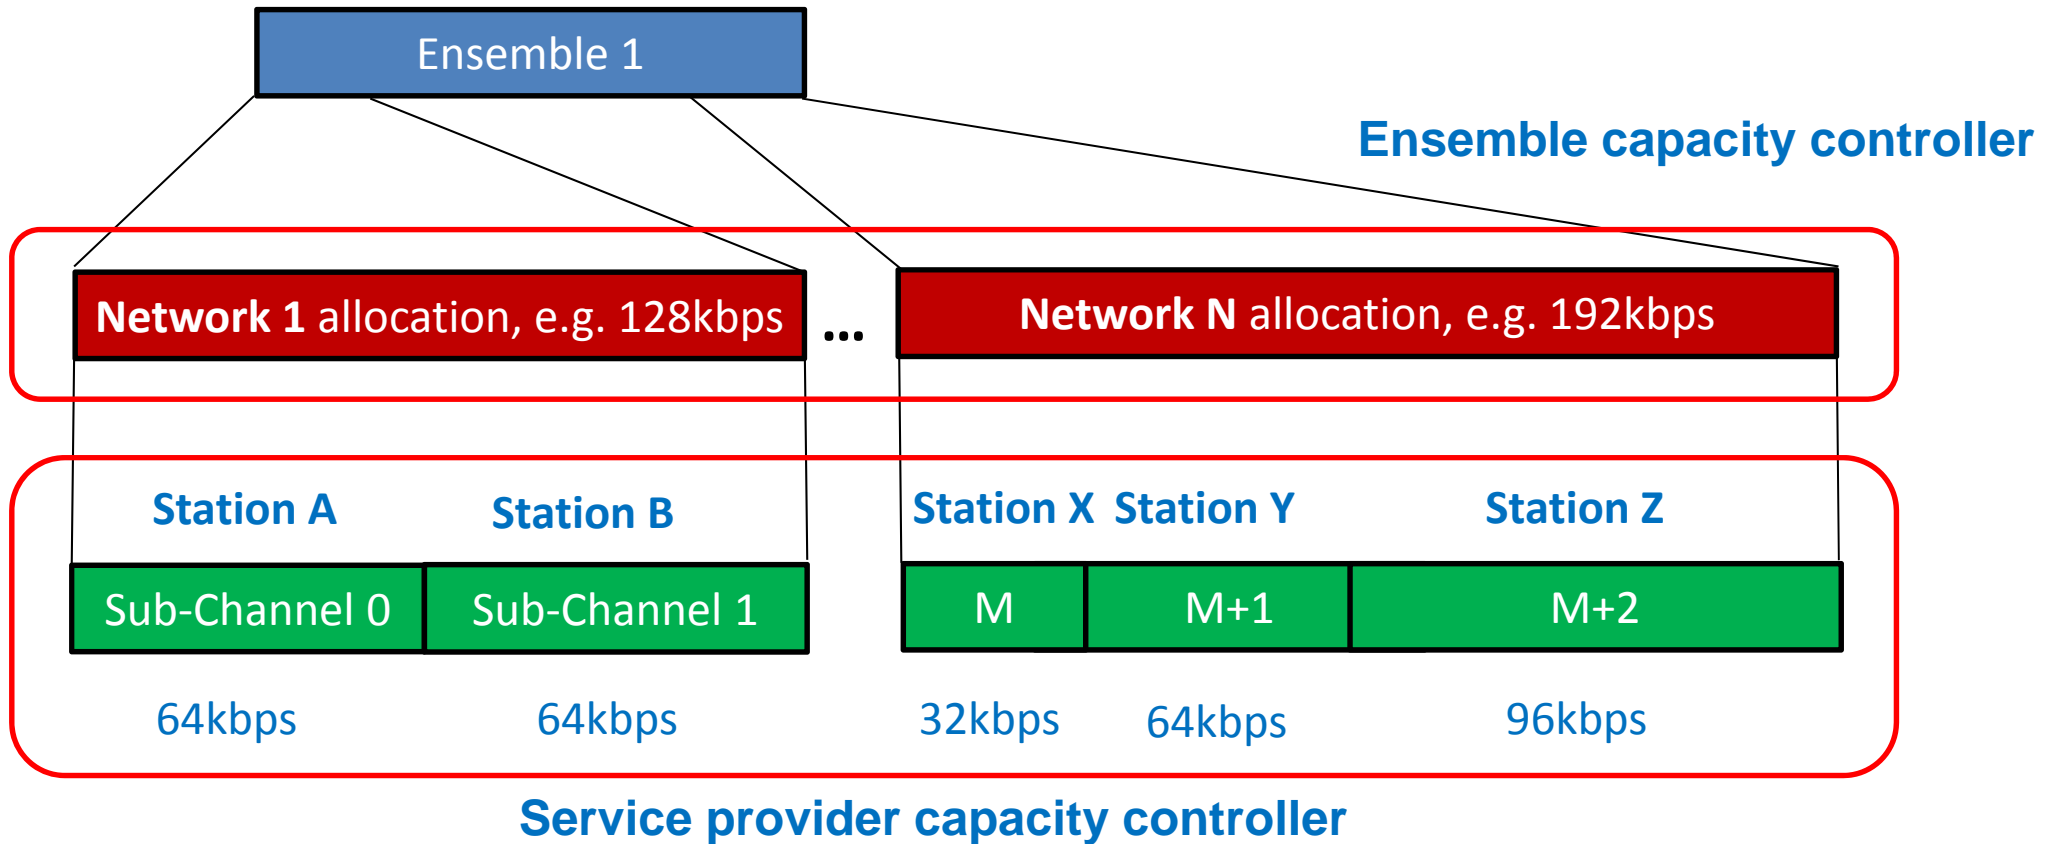 Ensemble 1
Ensemble capacity controller
Network 1 allocation, e.g. 128kbps
...
Network N allocation, e.g. 192kbps
Station A
Station B
Station X
Station Y
Station Z
Sub-Channel 0
Sub-Channel 1
M
M+1
M+2
64kbps
64kbps
32kbps
64kbps
96kbps
Service provider capacity controller